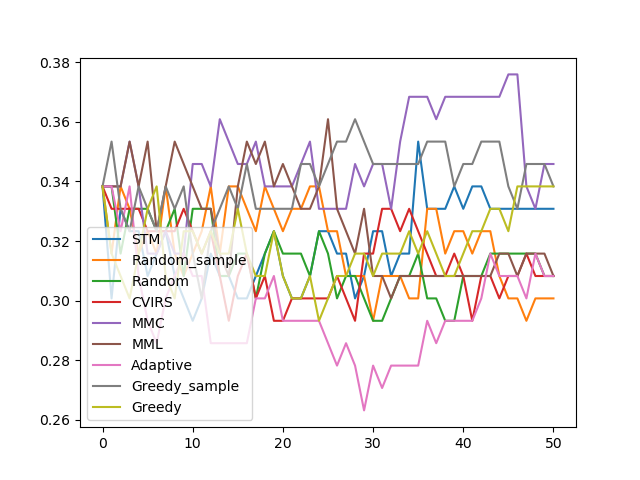 0.38
0.36
0.34
0.32
0.30
0.28
0.26
STM
Random_sample
Random
CVIRS
MMC
MML
Adaptive
Greedy_sample
Greedy
0 10 20 30 40 50